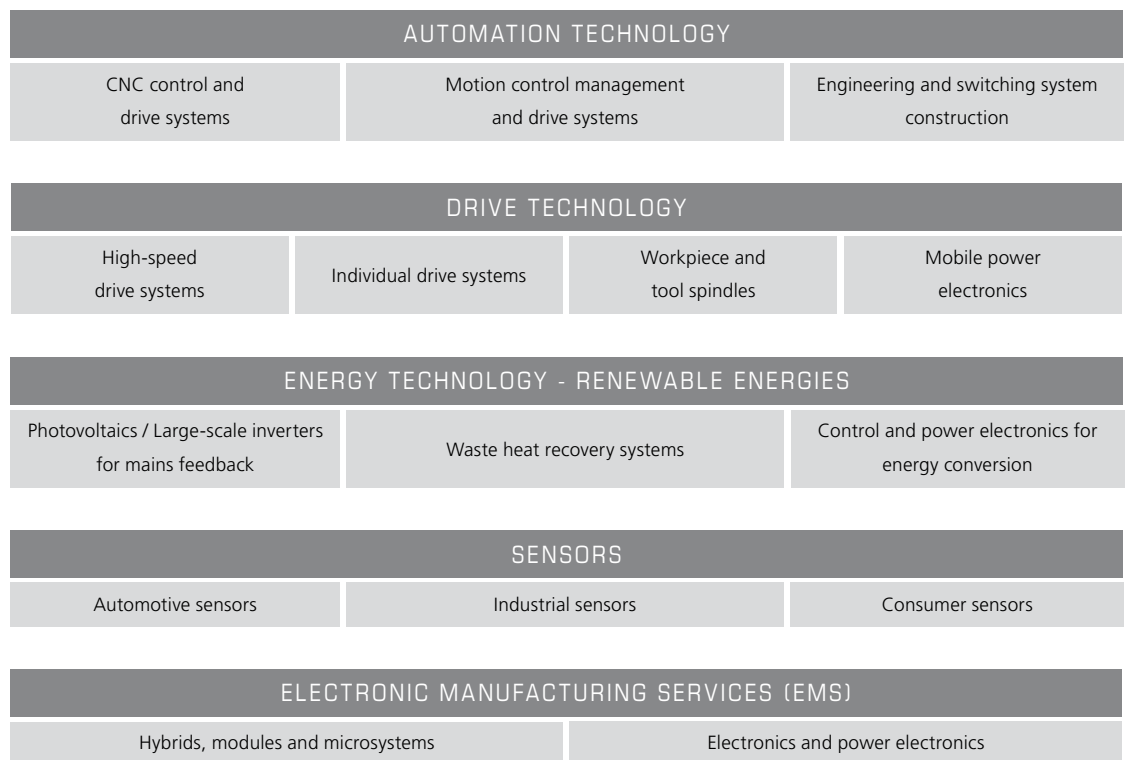 AUTOMATION TECHNOLOGY
CNC control and
drive systems
Motion control management
and drive systems
Engineering and switching system
construction
DRIVE TECHNOLOGY
High-speed
drive systems
Individual drive systems
Workpiece and
tool spindles
Mobile power
electronics
ENERGY TECHNOLOGY - RENEWABLE ENERGIES
Photovoltaics / Large-scale inverters
for mains feedback
Waste heat recovery systems
Control and power electronics for
energy conversion
SENSORS
Automotive sensors
Industrial sensors
Consumer sensors
ELECTRONIC MANUFACTURING SERVICES (EMS)
Hybrids, modules and microsystems
Electronics and power electronics